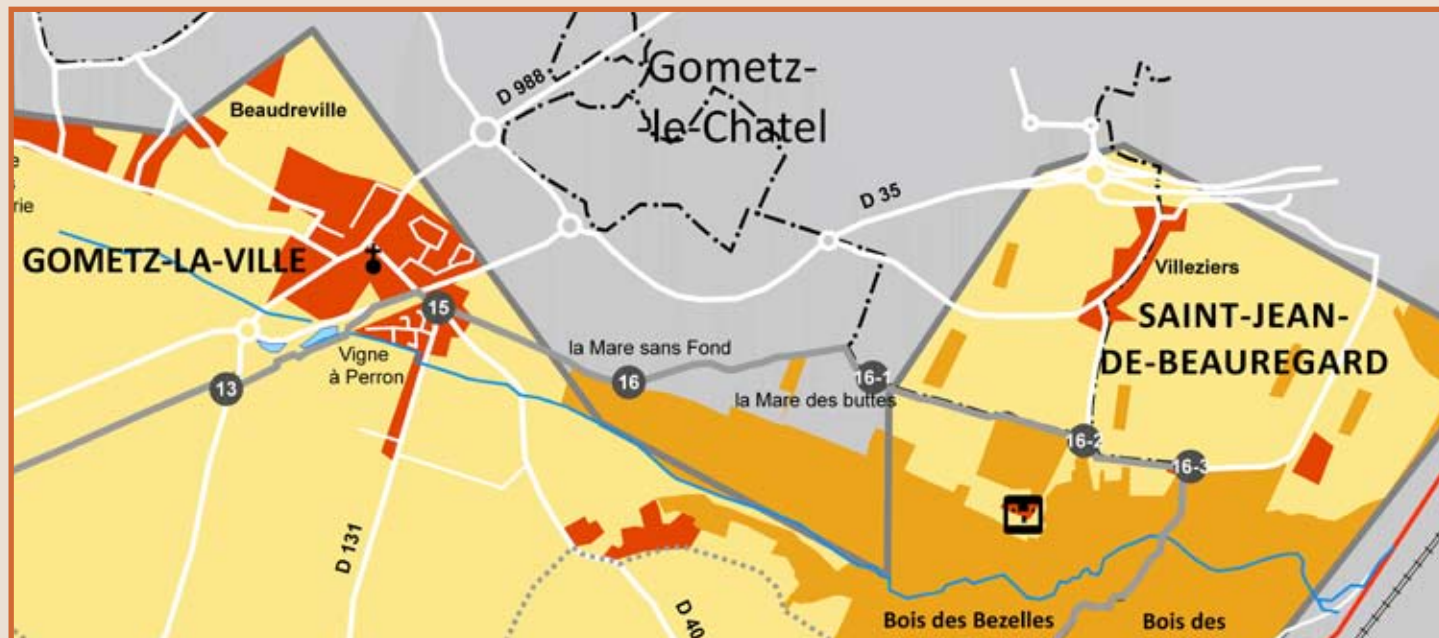 D 988
Gometz-
-le-Chatel
Beaudreville
D 35
rie
GOMETZ-LA-VILLE
Villeziers
SAINT-JEAN-
DE-BEAUREGARD
15
la Mare sans Fond
Vigne
à Perron
13
16
16-1
la Mare des buttes
16-2
16-3
D 131
D 40
Bois des Bezelles
Bois des